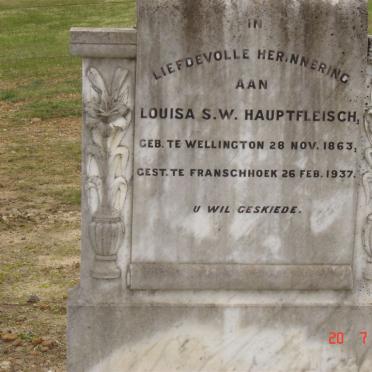 IN
LIEFDEVOLLE HERINNERING
AAN
LOUISA S.W. HAUPTFLEISCH,
GEB. TE WELLINGTON 28 NOV. 1863,
GEST. TE FRANSCHHOEK 26 FEB. 1937.
U WIL GESKIEDE.
20 7